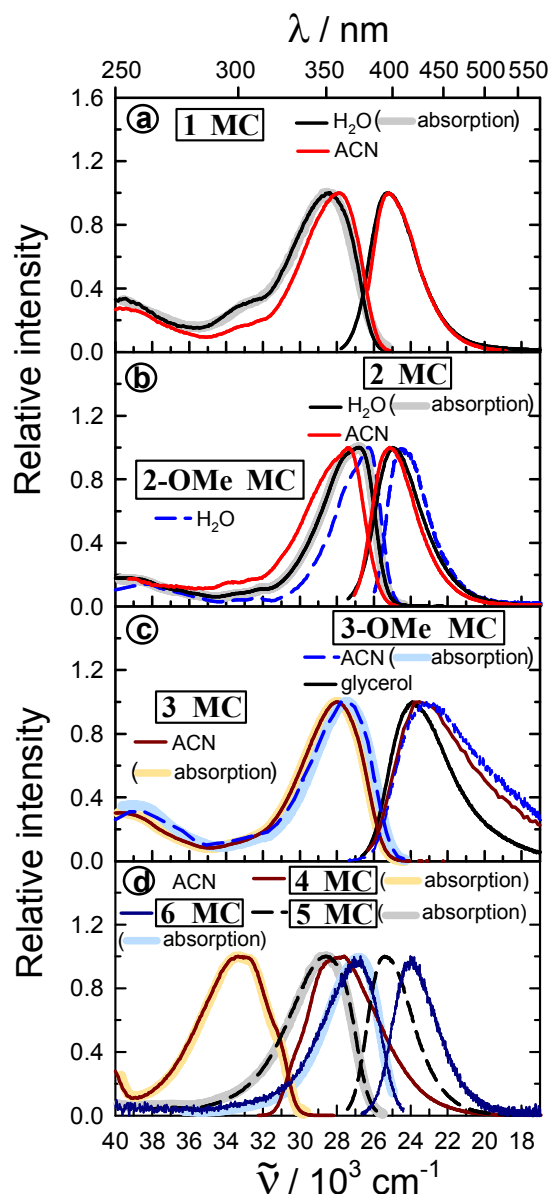 λ / nm
250 300 350 400 450 500 550
Relative intensity
1.6
1.2
0.8
0.4
0.0
a 1 MC
H₂O ( absorption)
ACN
1.2
0.8
0.4
0.0
b 2 MC
H₂O ( absorption)
ACN
2-OMe MC
H₂O
Relative intensity
1.2
0.8
0.4
0.0
c 3-OMe MC
ACN ( absorption)
glycerol
3 MC
ACN
( absorption)
1.2
0.8
0.4
0.0
d ACN 4 MC ( absorption)
6 MC 5 MC ( absorption)
( absorption)
40 38 36 34 32 30 28 26 24 22 20 18
ν̃ / 10³ cm⁻¹